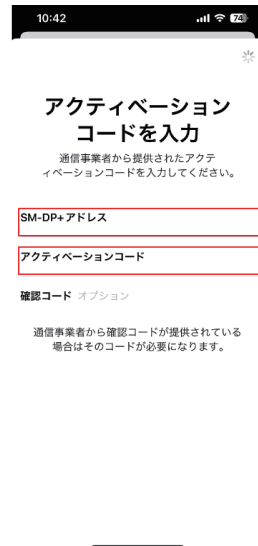 10:42
74
アクティベーション
コードを入力
通信事業者から提供されたアクテ
ィベーションコードを入力してください。
SM-DP+アドレス
アクティベーションコード
確認コード オプション
通信事業者から確認コードが提供されている
場合はそのコードが必要になります。